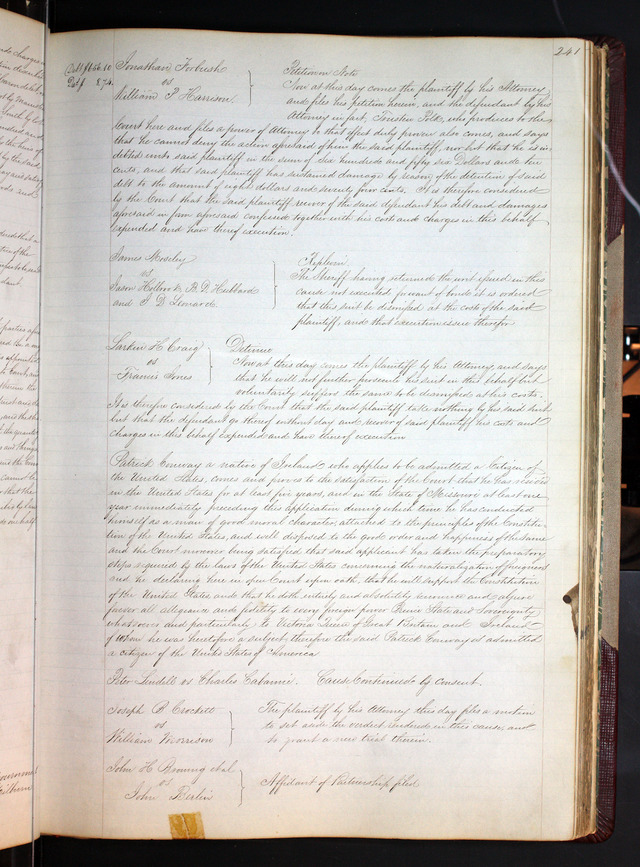 241
Debt $656.10
Dam $ 8.74
Jonathan Forbush
vs
William P Harrison.
Petition on Note
Now at this day comes the plaintiff by his Attorney
and files his petition herein, and the defendant by his
Attorney in fact, Trusten Polk, who produces to the
Court here and files a power of Attorney to that effect duly proven also comes, and says
that he cannot deny the action aforesaid of him the said plaintiff, nor but that he is in=
debted unto said plaintiff in the sum of six hundred and fifty six Dollars and ten
cents, and that said plaintiff has sustained damage by reason of the detention of said
debt to the amount of eight dollars and seventy four cents. It is therefore considered
by the Court that the said plaintiff recover of the said defendant his debt and damages
aforesaid in form aforesaid confessed together with his costs and charges in this behalf
expended and have thereof execution.
James Moseley
vs
Jason Holbrook, H. D. Hubbard
and I D Leonard
Replevin
The Sheriff having returned the writ issued in this
cause not executed for want of bond it is ordered
that this suit be dismissed at the costs of the said
plaintiff, and that execution issue therefor
Larkin H Craig
vs
Francis Jones
Detinue
Now at this day comes the plaintiff by his Attorney, and says
that he will not further prosecute his suit in this behalf but
voluntarily suffers the same to be dismissed at his costs.
It is therefore considered by the Court that the said plaintiff take nothing by his said suit
but that the defendant go thereof without day and recover of said plaintiff his costs and
charges in this behalf expended and have thereof execution
Patrick Conway a native of Ireland who applies to be admitted a Citizen of
the United States, comes and proves to the satisfaction of the Court that he has resided
in the United States for at least five years, and in the State of Missouri at least one
year immediately preceding this application during which time he has conducted
himself as a man of good moral character, attached to the principles of the Constitu=
tion of the United States, and well disposed to the good order and happiness of the same
and the Court moreover being satisfied that said applicant has taken the preparatory
steps required by the laws of the United States concerning the naturalization of foreigners
and he declaring here in open Court upon oath, that he will support the Constitution
of the United States and that he doth entirely and absolutely renounce and abjure
forever all allegiance and fidelity to every foreign power Prince State and Sovereignty
whatsoever and particularly to Victoria Queen of Great Britain and Ireland
of whom he was heretofore a subject, therefore the said Patrick Conway is admitted
a citizen of the United States of America
Peter Lindell vs Charles Cabanne. Cause Continued by consent.
Joseph B Crockett
vs
William Morrison
The plaintiff by his Attorney this day files a motion
to set aside the verdict rendered in this cause, and
to grant a new trial therein.
John H Bening et al
vs
John
Affidavit of Partnership filed